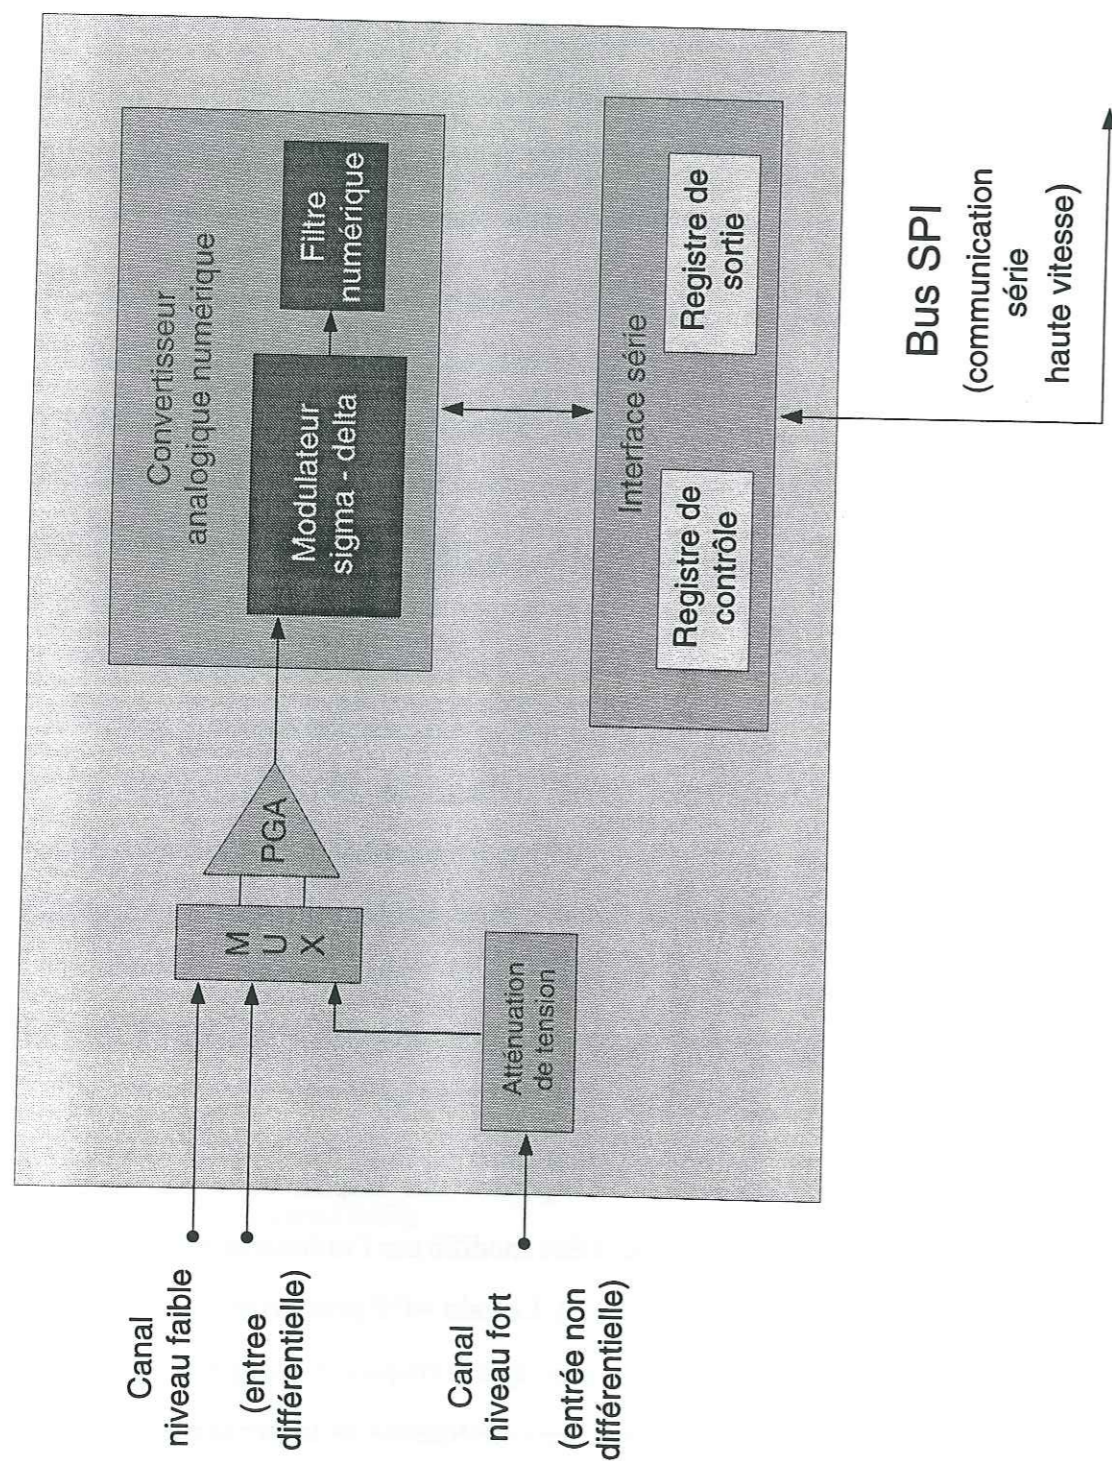 Canal
niveau faible
(entree
différentielle)
Canal
niveau fort
(entrée non
différentielle)
M
U
X
PGA
Atténuation
de tension
Convertisseur
analogique numérique
Modulateur
sigma - delta
Filtre
numérique
Interface série
Registre de
contrôle
Registre de
sortie
Bus SPI
(communication
série
haute vitesse)